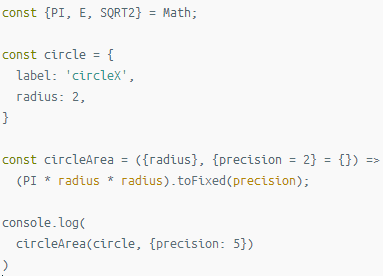 const {PI, E, SQRT2} = Math;

const circle = {
  label: 'circleX',
  radius: 2,
}

const circleArea = ({radius}, {precision = 2} = {}) =>
  (PI * radius * radius).toFixed(precision);

console.log(
  circleArea(circle, {precision: 5})
)